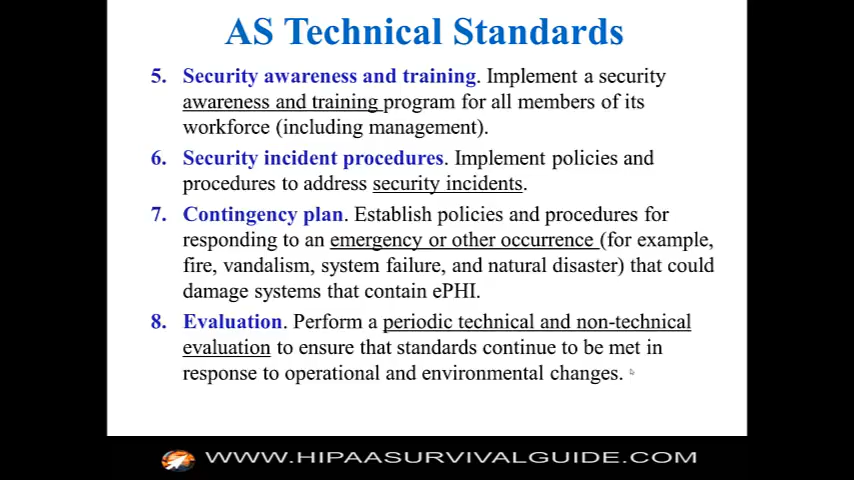 AS Technical Standards
5. Security awareness and training. Implement a security
awareness and training program for all members of its
workforce (including management).
6. Security incident procedures. Implement policies and
procedures to address security incidents.
7. Contingency plan. Establish policies and procedures for
responding to an emergency or other occurrence (for example,
fire, vandalism, system failure, and natural disaster) that could
damage systems that contain ePHI.
8. Evaluation. Perform a periodic technical and non-technical
evaluation to ensure that standards continue to be met in
response to operational and environmental changes.
WWW.HIPAASURVIVALGUIDE.COM